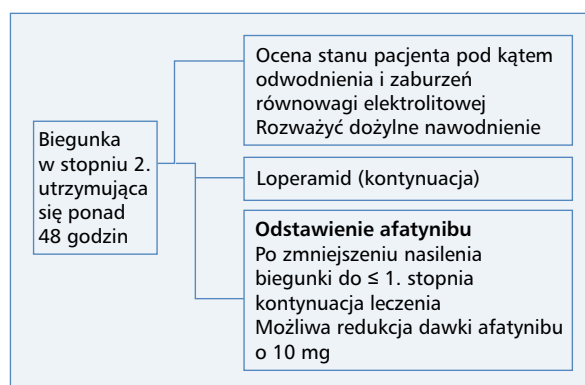 Biegunka
w stopniu 2.
utrzymująca
się ponad
48 godzin
Ocena stanu pacjenta pod kątem
odwodnienia i zaburzeń
równowagi elektrolitowej
Rozważyć dożylne nawodnienie
Loperamid (kontynuacja)
Odstawienie afatynibu
Po zmniejszeniu nasilenia
biegunki do ≤ 1. stopnia
kontynuacja leczenia
Możliwa redukcja dawki afatynibu
o 10 mg